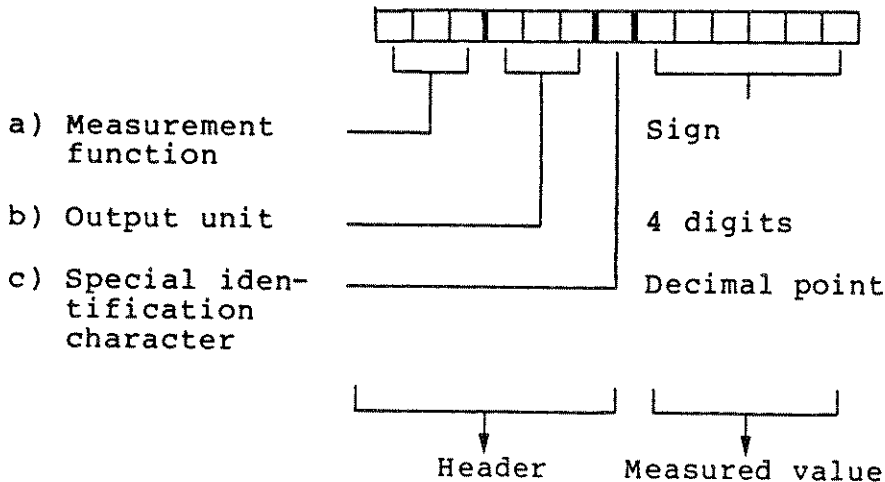 a) Measurement
function
Sign
b) Output unit
4 digits
c) Special iden-
tification
character
Decimal point
Header
Measured value